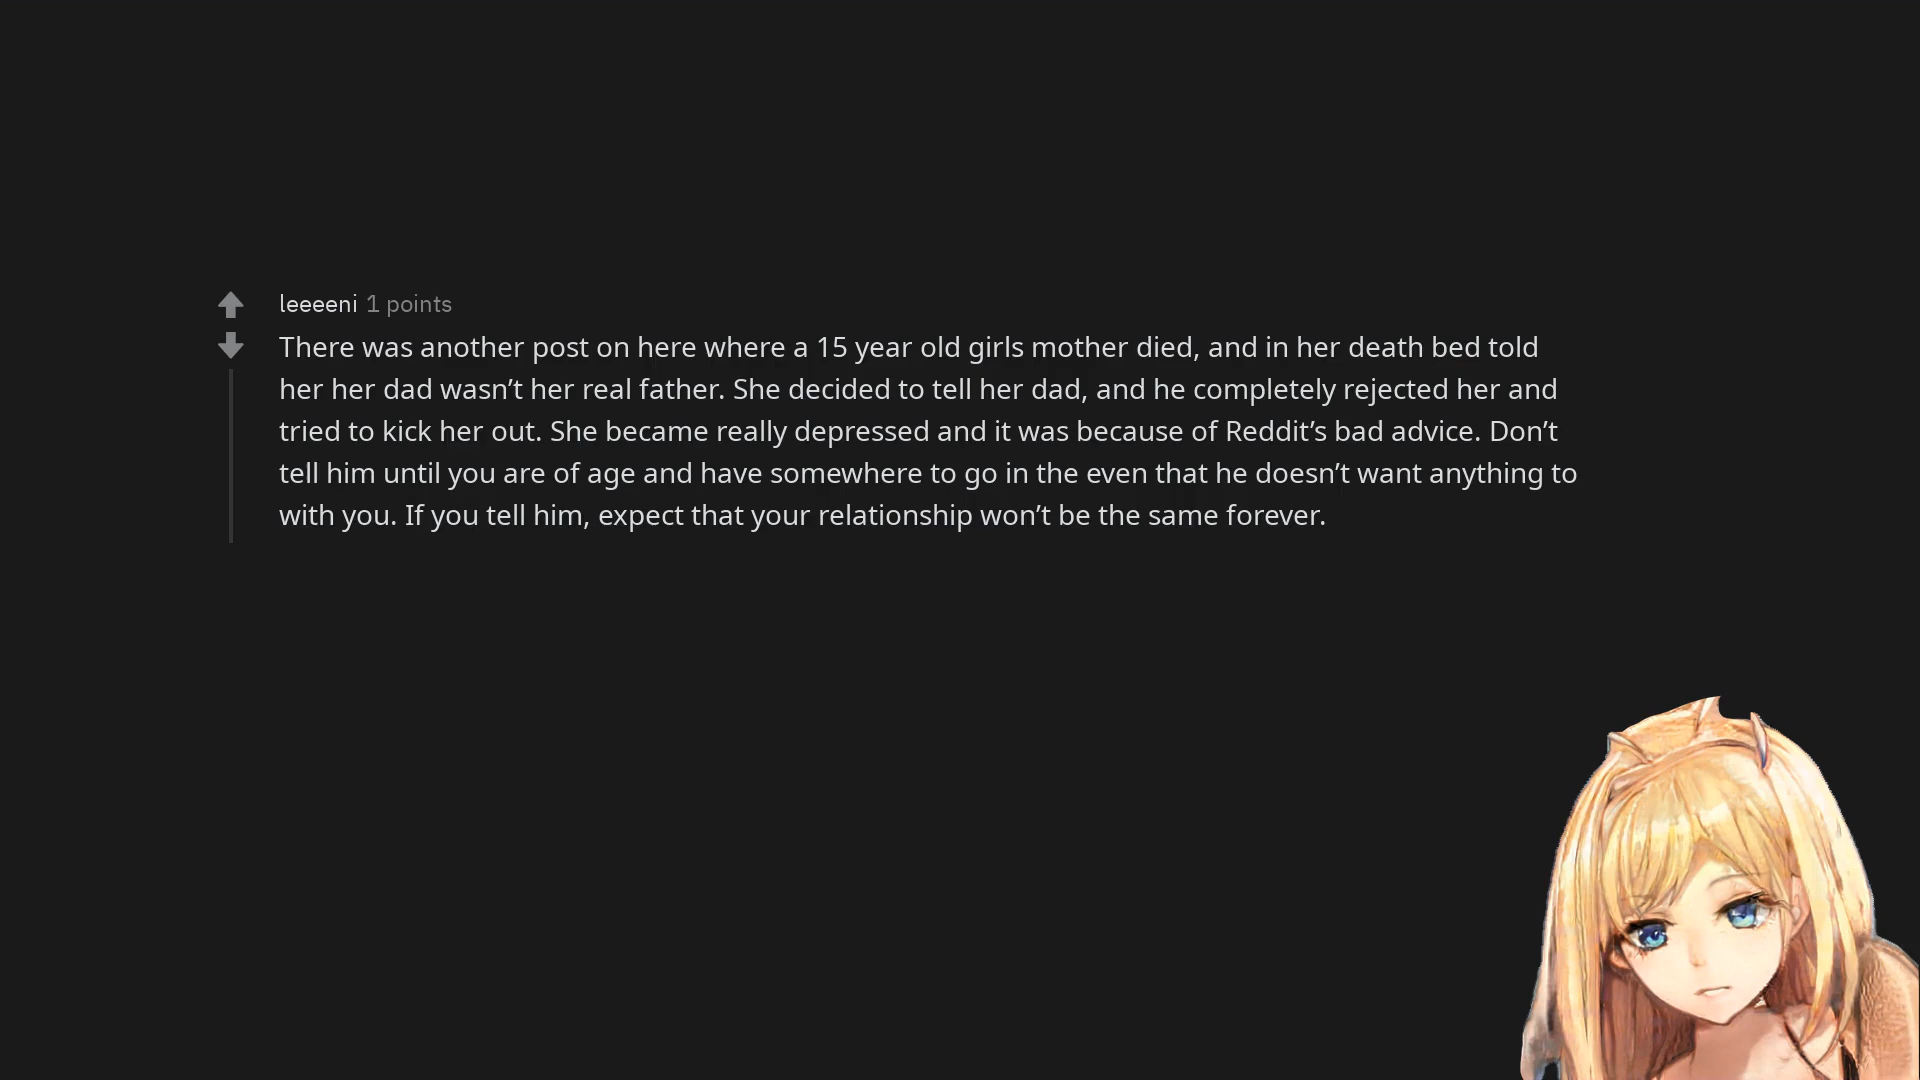 leeeeni 1 points
There was another post on here where a 15 year old girls mother died, and in her death bed told
her her dad wasn’t her real father. She decided to tell her dad, and he completely rejected her and
tried to kick her out. She became really depressed and it was because of Reddit’s bad advice. Don’t
tell him until you are of age and have somewhere to go in the even that he doesn’t want anything to
with you. If you tell him, expect that your relationship won’t be the same forever.